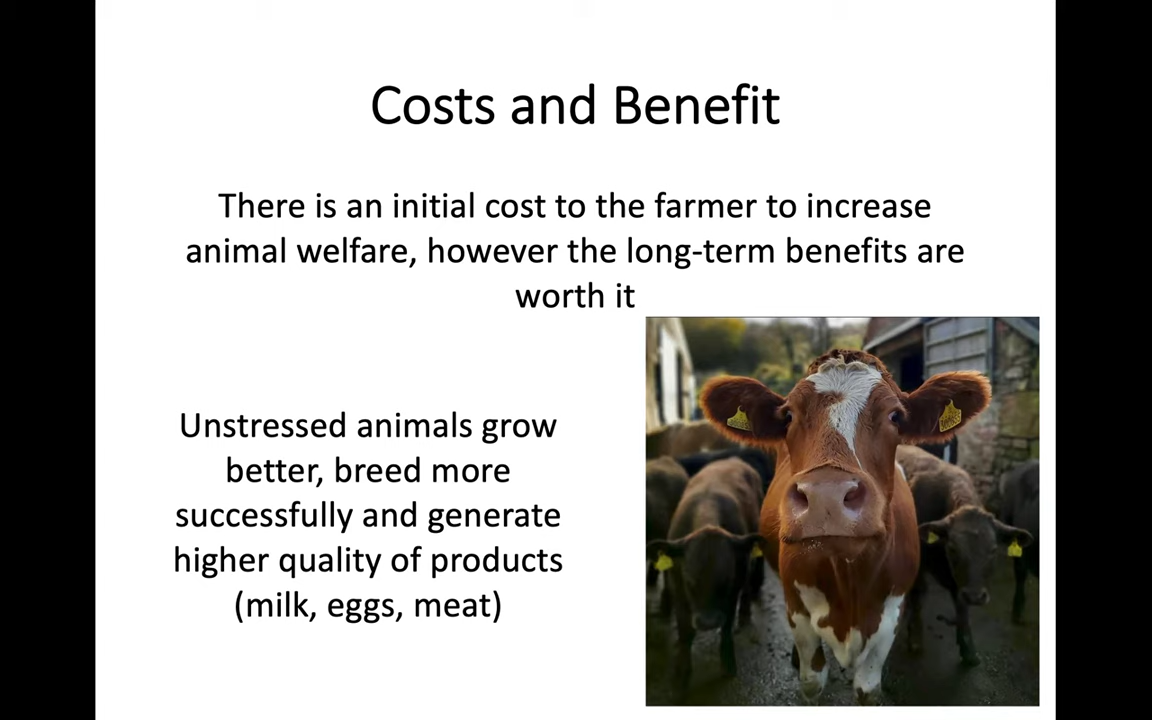 Costs and Benefit
There is an initial cost to the farmer to increase
animal welfare, however the long-term benefits are
worth it
Unstressed animals grow
better, breed more
successfully and generate
higher quality of products
(milk, eggs, meat)